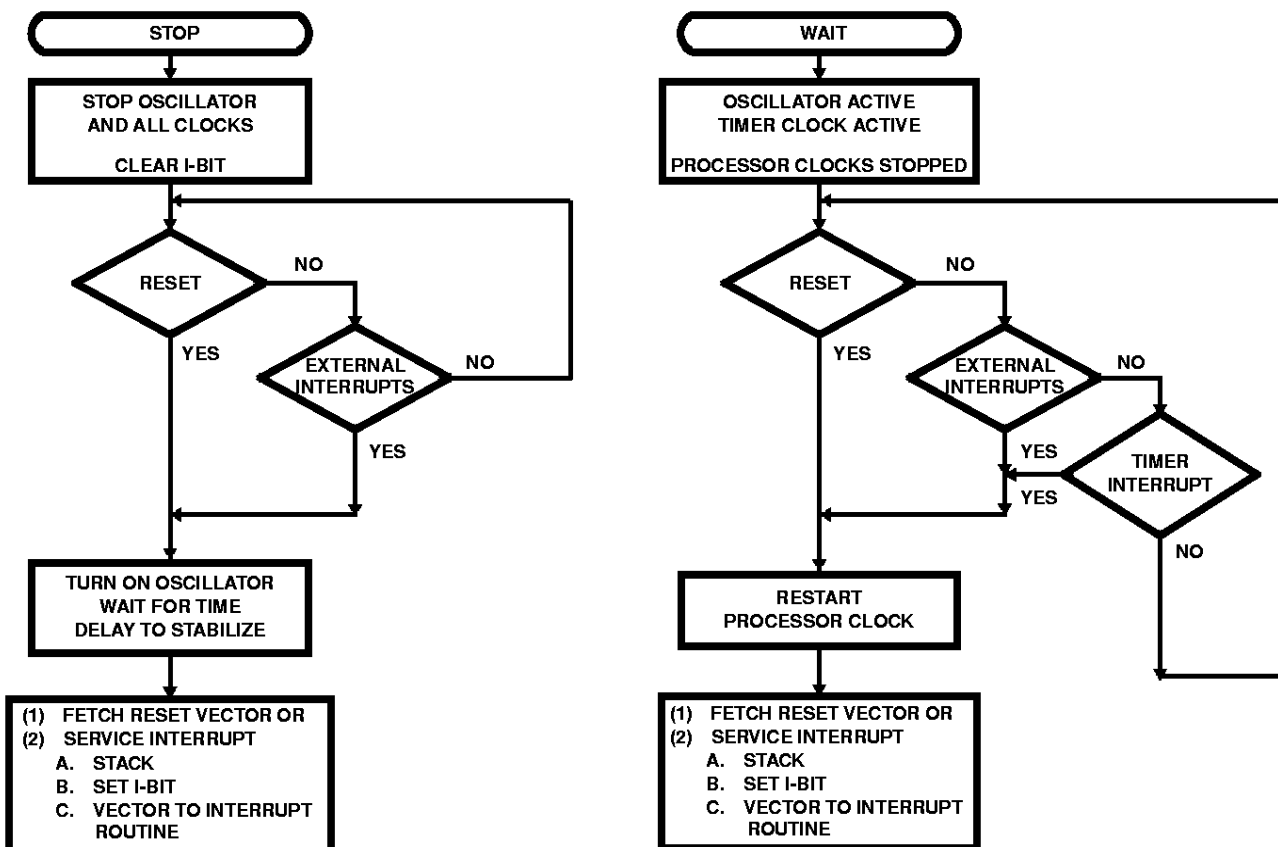 STOP
STOP OSCILLATOR
AND ALL CLOCKS
CLEAR I-BIT
RESET
NO
YES
EXTERNAL
INTERRUPTS
NO
YES
TURN ON OSCILLATOR
WAIT FOR TIME
DELAY TO STABILIZE
(1) FETCH RESET VECTOR OR
(2) SERVICE INTERRUPT
A. STACK
B. SET I-BIT
C. VECTOR TO INTERRUPT
ROUTINE
WAIT
OSCILLATOR ACTIVE
TIMER CLOCK ACTIVE
PROCESSOR CLOCKS STOPPED
RESET
NO
YES
EXTERNAL
INTERRUPTS
NO
YES
TIMER
INTERRUPT
YES
NO
RESTART
PROCESSOR CLOCK
(1) FETCH RESET VECTOR OR
(2) SERVICE INTERRUPT
A. STACK
B. SET I-BIT
C. VECTOR TO INTERRUPT
ROUTINE